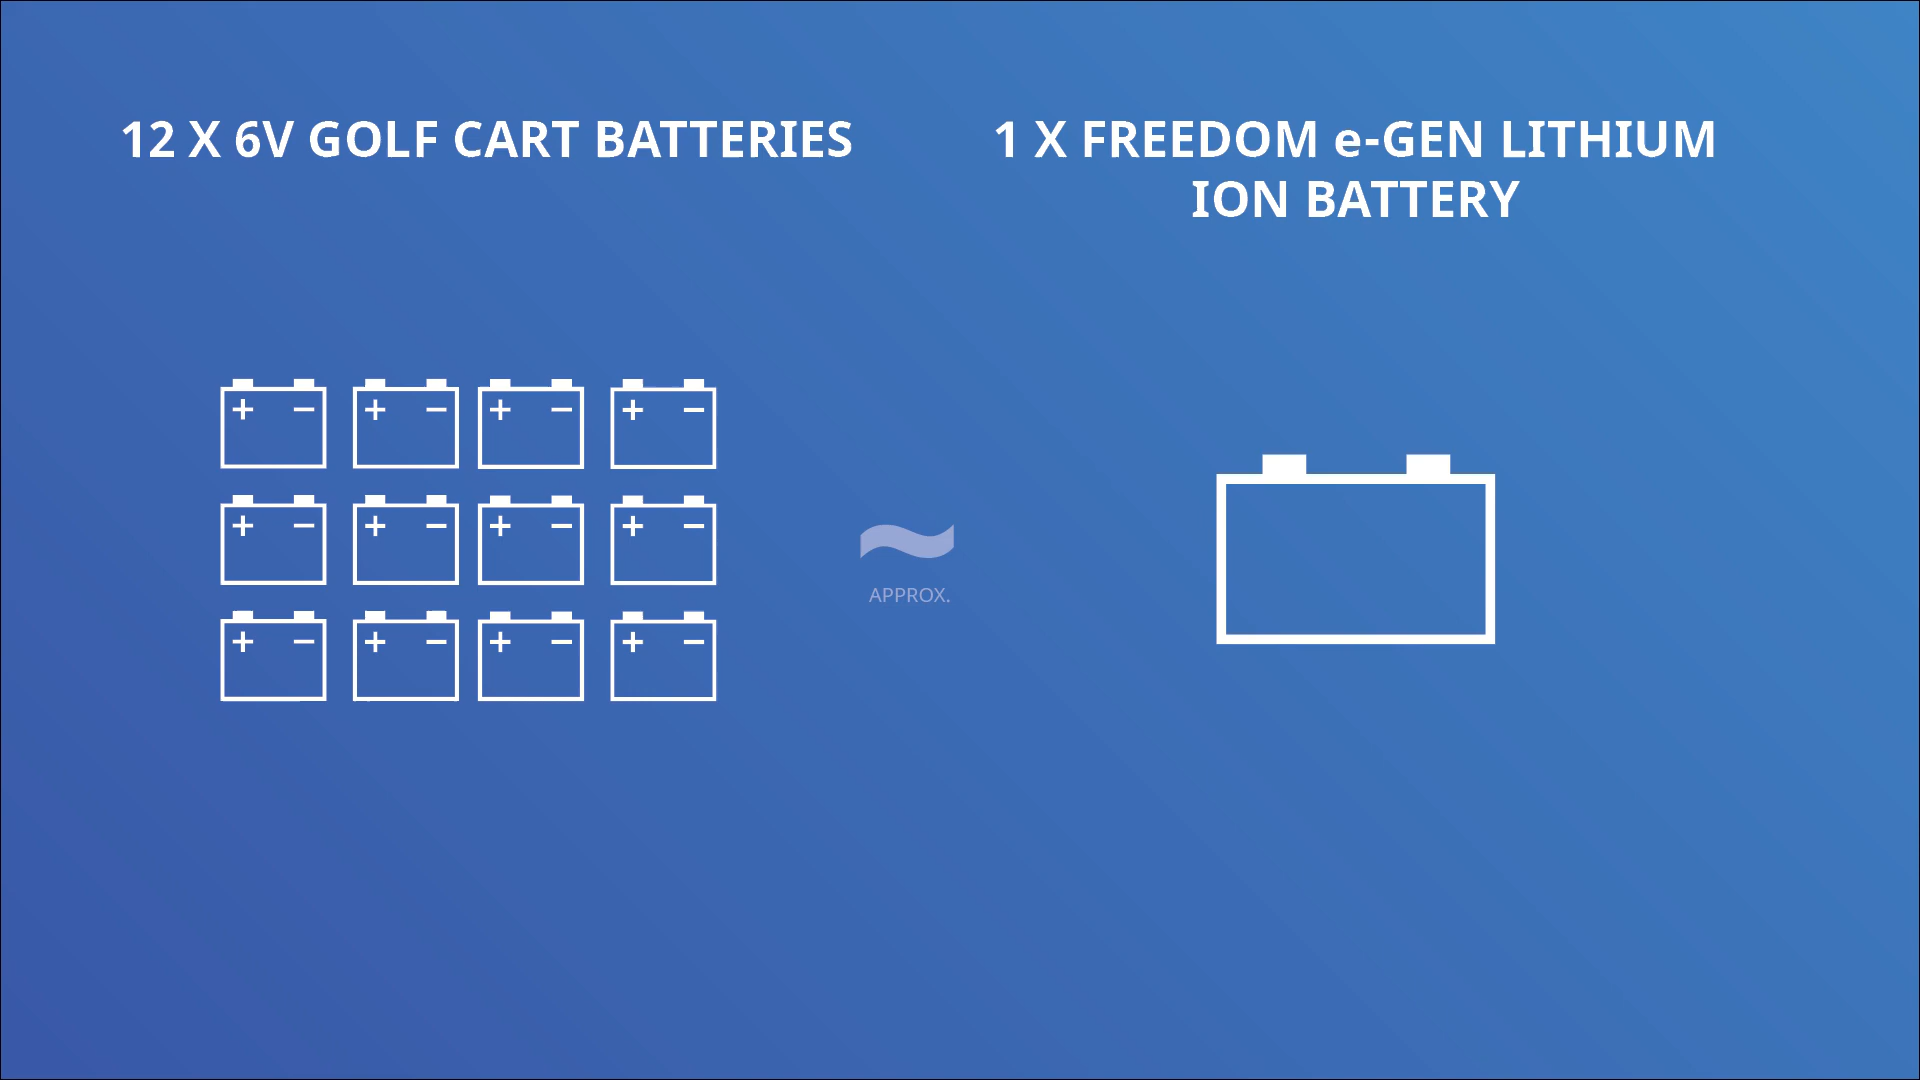 12 X 6V GOLF CART BATTERIES
1 X FREEDOM e-GEN LITHIUM
ION BATTERY
APPROX.